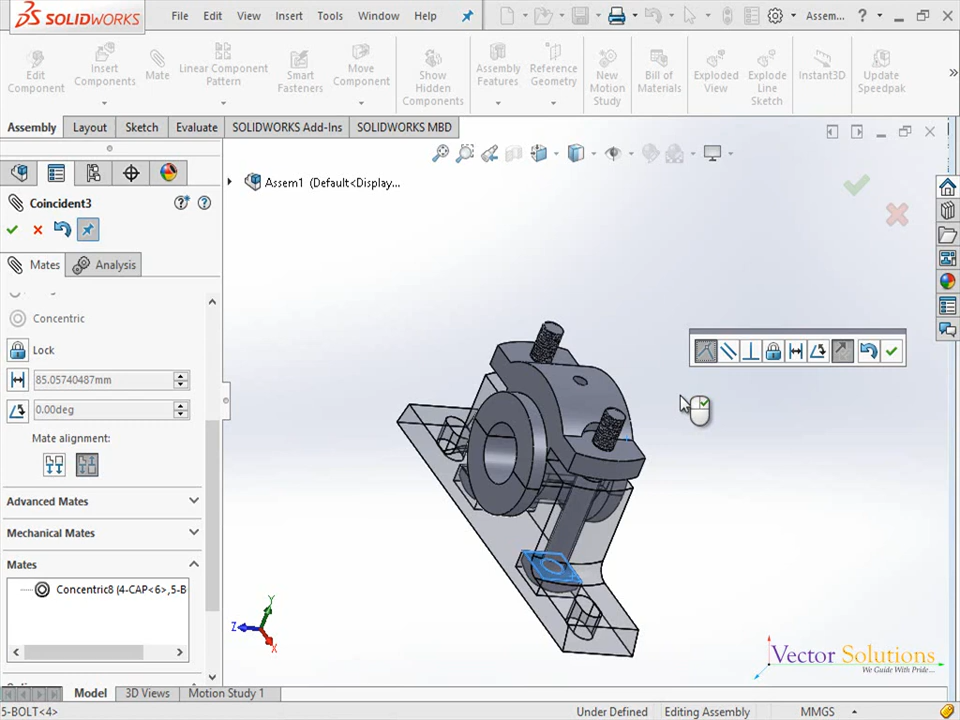 SOLIDWORKS
File Edit View Insert Tools Window Help
Assem... ?
Edit Component
Insert Components
Mate
Linear Component Pattern
Smart Fasteners
Move Component
Show Hidden Components
Assembly Features
Reference Geometry
New Motion Study
Bill of Materials
Exploded View
Explode Line Sketch
Instant3D
Update Speedpak
Assembly Layout Sketch Evaluate SOLIDWORKS Add-Ins SOLIDWORKS MBD
Assem1 (Default<Display...
Coincident3
Mates Analysis
Concentric
Lock
85.05740487mm
0.00deg
Mate alignment:
Advanced Mates
Mechanical Mates
Mates
Concentric8 (4-CAP<6>,5-B
Y
Z
X
Vector Solutions
We Guide With Pride...
Model 3D Views Motion Study 1
5-BOLT<4> Under Defined Editing Assembly MMGS